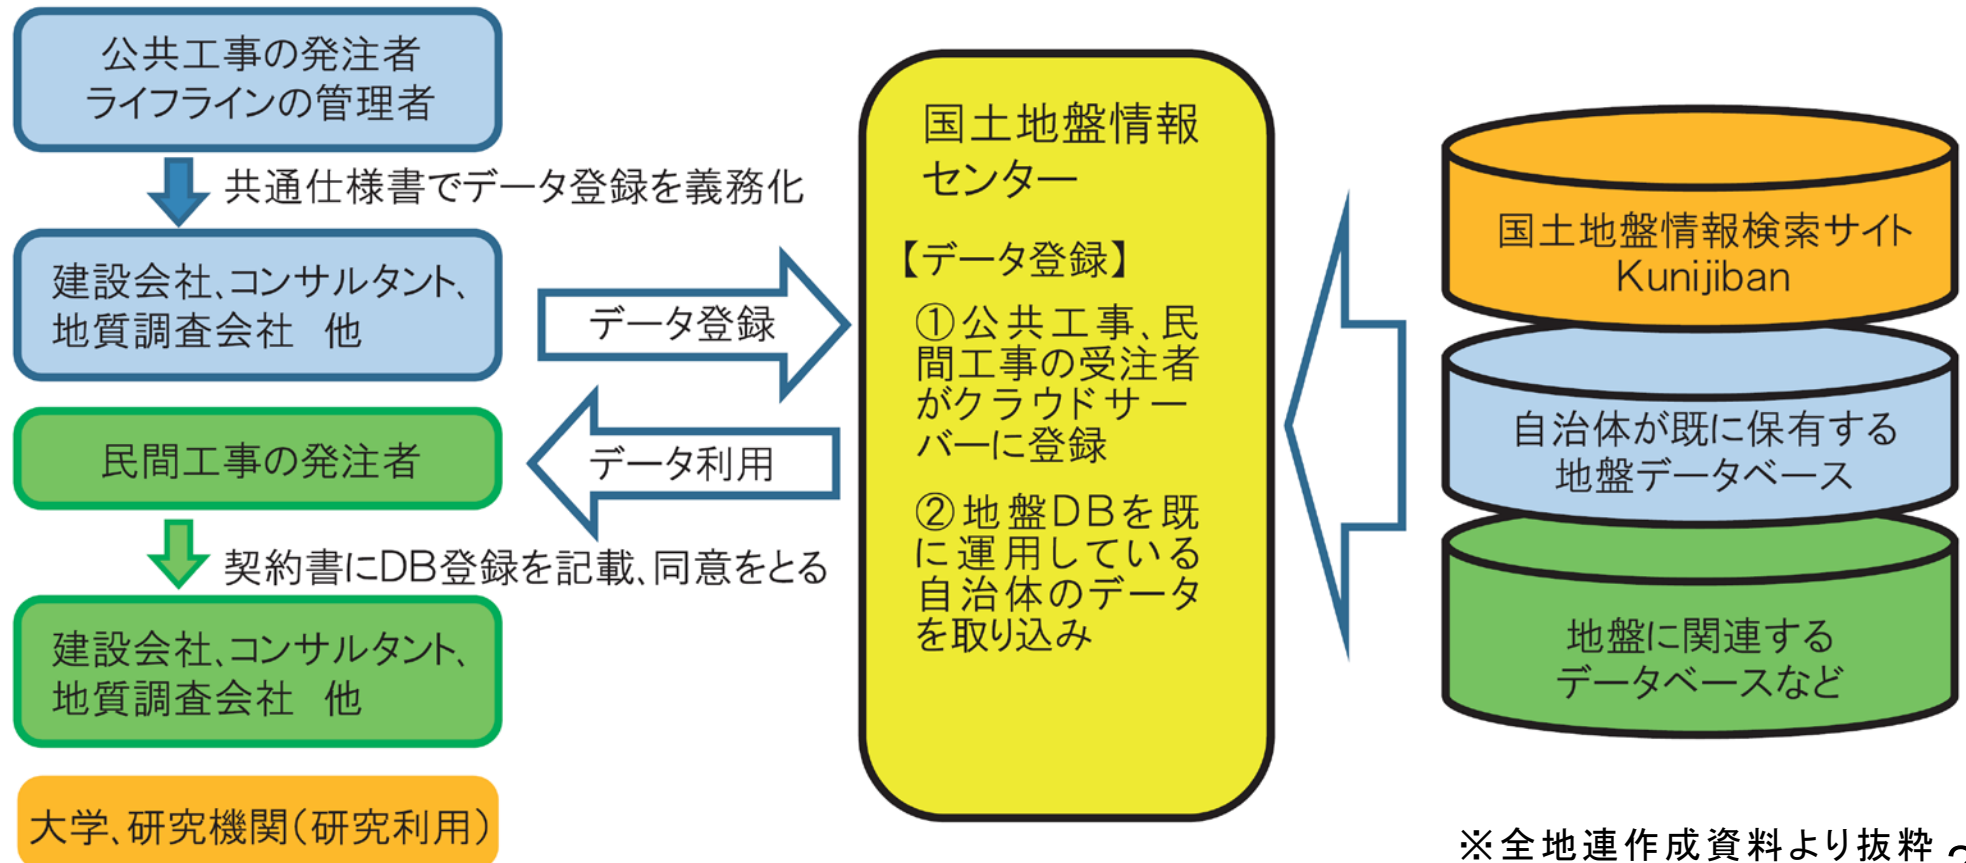 公共工事の発注者
ライフラインの管理者
共通仕様書でデータ登録を義務化
建設会社、コンサルタント、
地質調査会社 他
民間工事の発注者
契約書にDB登録を記載、同意をとる
建設会社、コンサルタント、
地質調査会社 他
大学、研究機関(研究利用)
データ登録
データ利用
国土地盤情報
センター
【データ登録】
①公共工事、民
間工事の受注者
がクラウドサー
バーに登録
②地盤DBを既
に運用している
自治体のデータ
を取り込み
国土地盤情報検索サイト
Kunijiban
自治体が既に保有する
地盤データベース
地盤に関連する
データベースなど
※全地連作成資料より抜粋